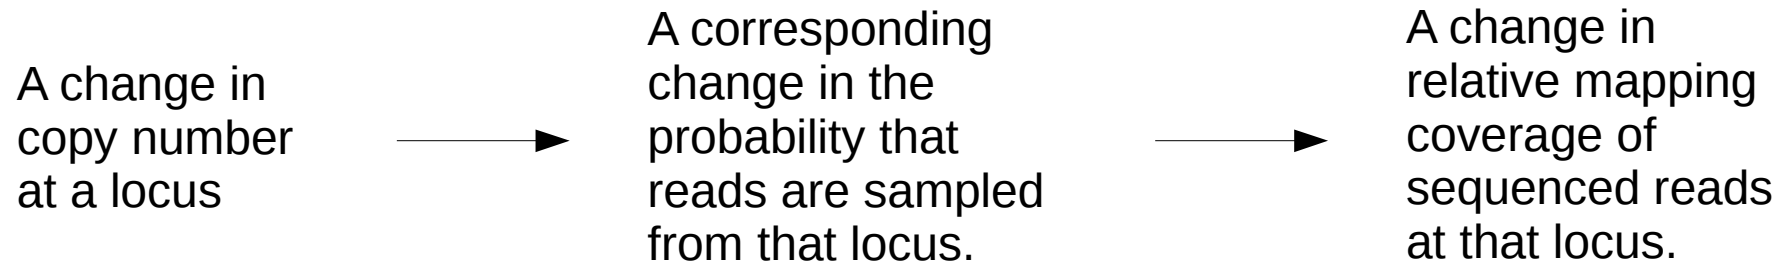 A change in
copy number
at a locus
A corresponding
change in the
probability that
reads are sampled
from that locus.
A change in
relative mapping
coverage of
sequenced reads
at that locus.